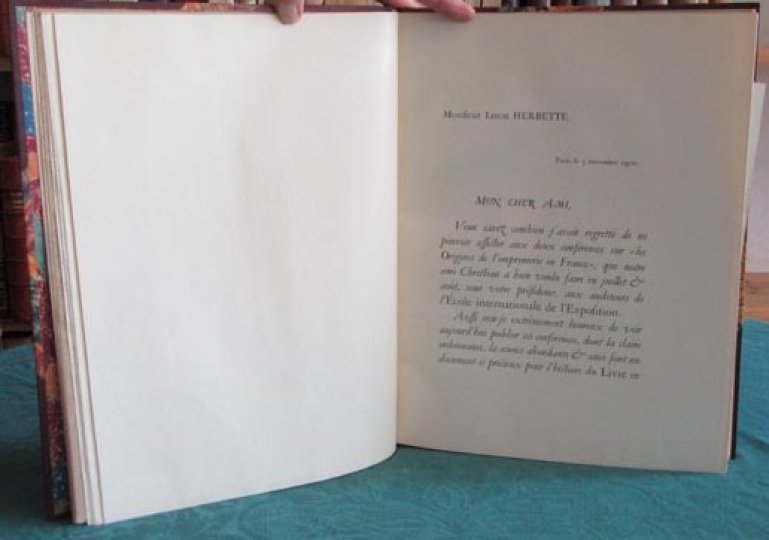 Monsieur Louis HERBETTE.
Paris, le 5 novembre 1900.
MON CHER AMI,
Vous savez combien j'avais regretté de ne
pouvoir assister aux deux conférences sur «les
Origines de l'imprimerie en France», que notre
ami Christian a bien voulu faire en juillet &
août, sous votre présidence, aux auditeurs de
l'École internationale de l'Exposition.
Aussi suis-je extrêmement heureux de voir
aujourd'hui publier ces conférences, dont la claire
ordonnance, la science abondante & sûre font un
document si précieux pour l'histoire du Livre en